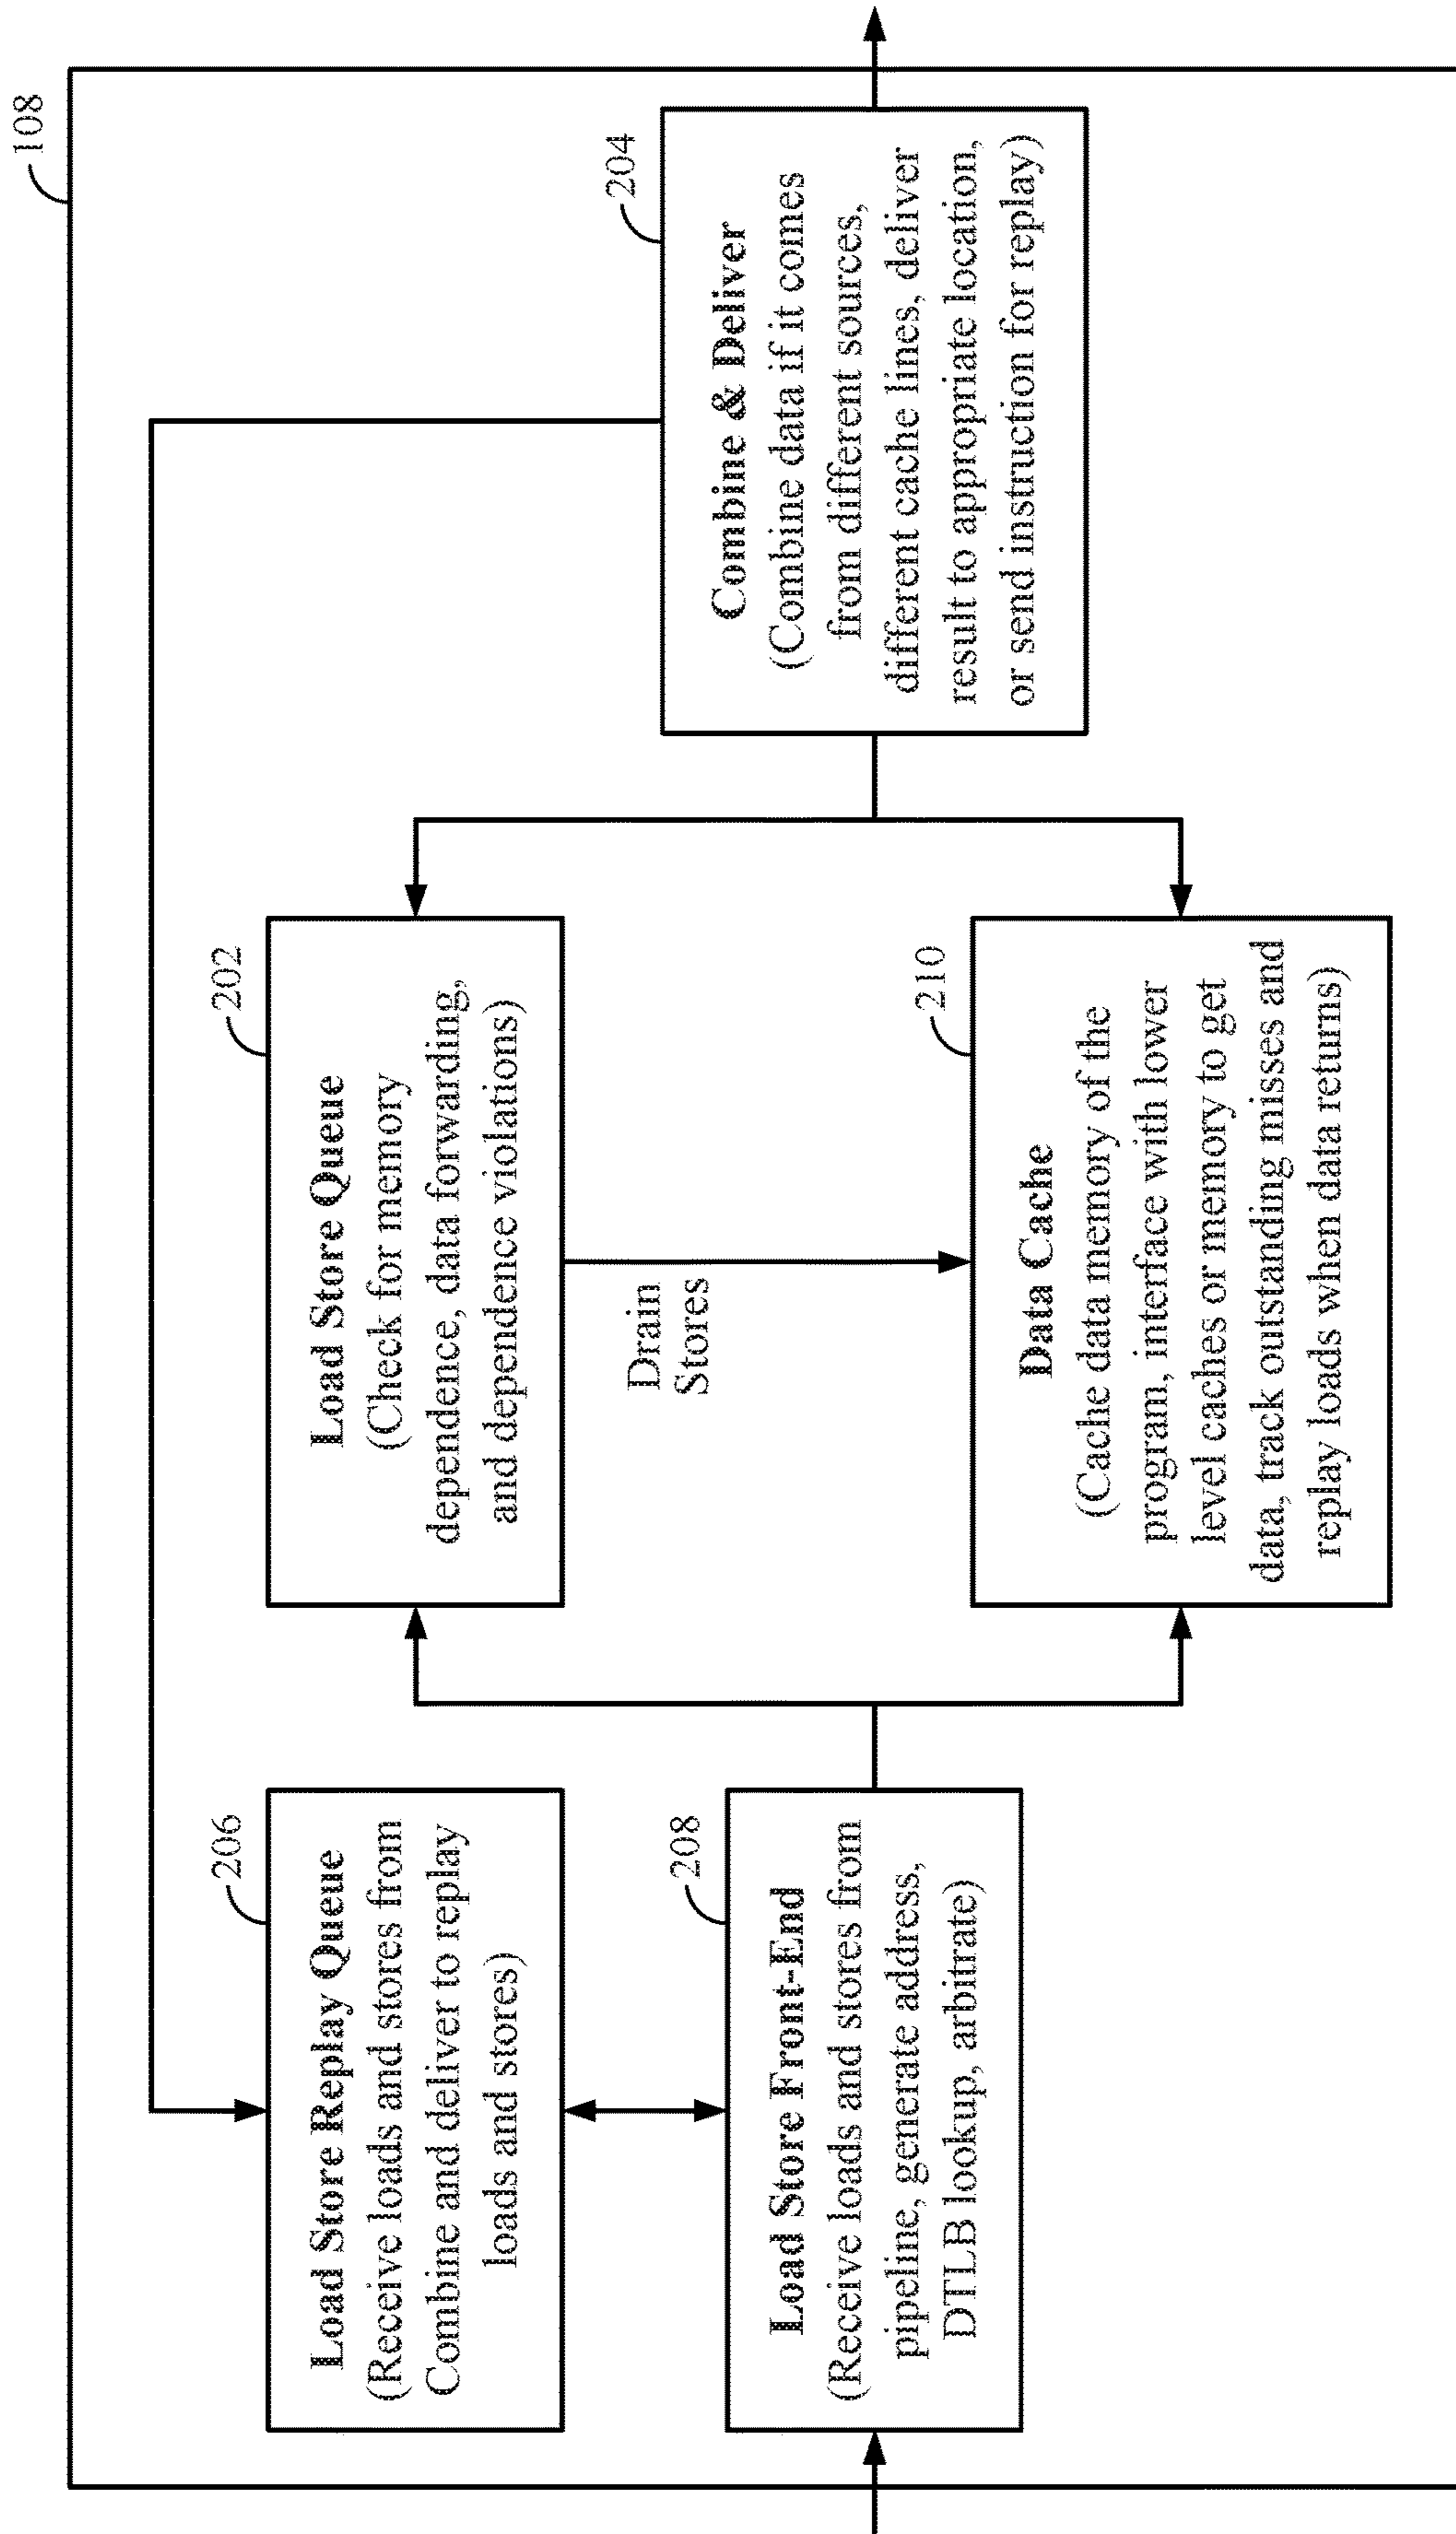 108
206
Load Store Replay Queue
(Receive loads and stores from
Combine and deliver to replay
loads and stores)
208
Load Store Front-End
(Receive loads and stores from
pipeline, generate address,
DTLB lookup, arbitrate)
202
Load Store Queue
(Check for memory
dependence, data forwarding,
and dependence violations)
Drain
Stores
210
Data Cache
(Cache data memory of the
program, interface with lower
level caches or memory to get
data, track outstanding misses and
replay loads when data returns)
204
Combine & Deliver
(Combine data if it comes
from different sources,
different cache lines, deliver
result to appropriate location,
or send instruction for replay)